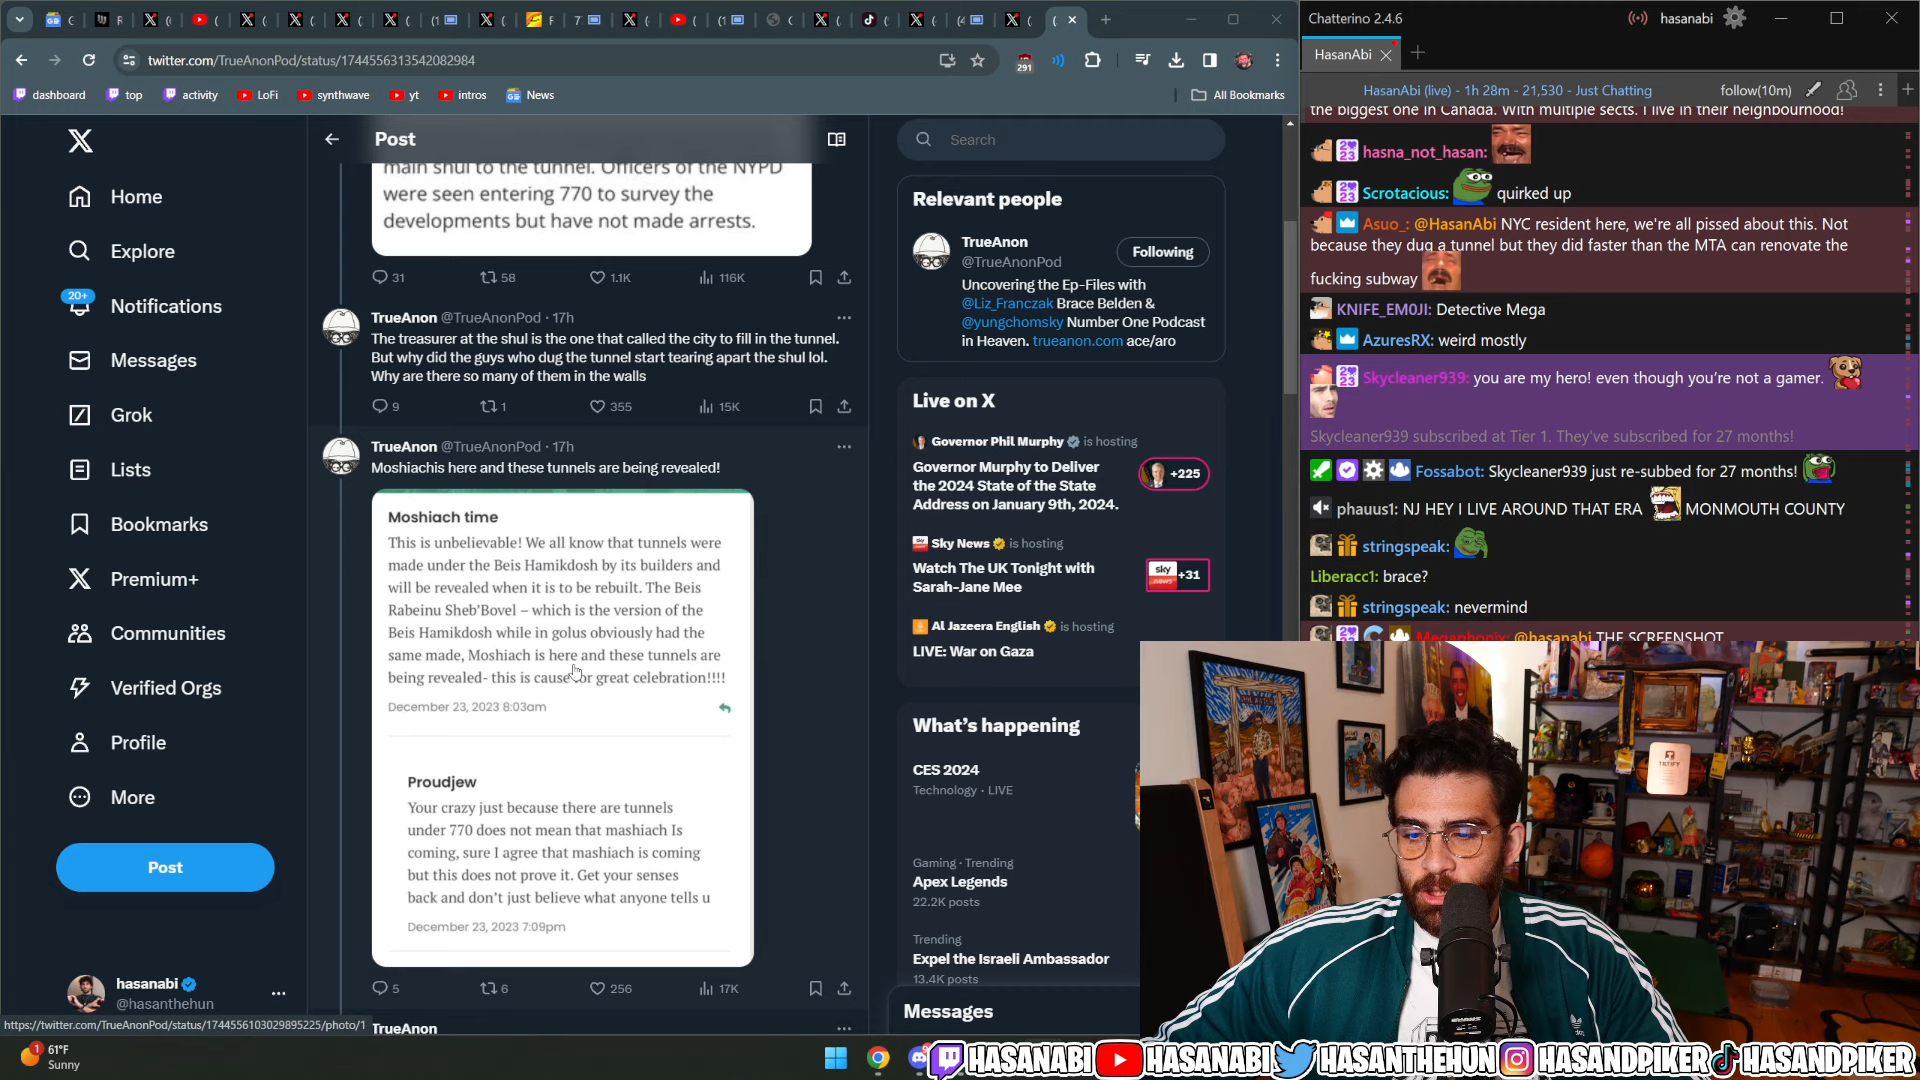 twitter.com/TrueAnonPod/status/1744556313542082984
291
dashboard
top
activity
LoFi
synthwave
yt
intros
News
All Bookmarks
Home
Explore
20+
Notifications
Messages
Grok
Lists
Bookmarks
Premium+
Communities
Verified Orgs
Profile
More
Post
hasanabi
@hasanthehun
Post
main shul to the tunnel. Officers of the NYPD
were seen entering 770 to survey the
developments but have not made arrests.
31
58
1.1K
116K
TrueAnon @TrueAnonPod · 17h
The treasurer at the shul is the one that called the city to fill in the tunnel.
But why did the guys who dug the tunnel start tearing apart the shul lol.
Why are there so many of them in the walls
9
1
355
15K
TrueAnon @TrueAnonPod · 17h
Moshiachis here and these tunnels are being revealed!
Moshiach time
This is unbelievable! We all know that tunnels were
made under the Beis Hamikdosh by its builders and
will be revealed when it is to be rebuilt. The Beis
Rabeinu Sheb'Bovel – which is the version of the
Beis Hamikdosh while in golus obviously had the
same made, Moshiach is here and these tunnels are
being revealed- this is cause for great celebration!!!!
December 23, 2023 8:03am
Proudjew
Your crazy just because there are tunnels
under 770 does not mean that mashiach Is
coming, sure I agree that mashiach is coming
but this does not prove it. Get your senses
back and don't just believe what anyone tells u
December 23, 2023 7:09pm
5
6
256
17K
TrueAnon
https://twitter.com/TrueAnonPod/status/1744556103029895225/photo/1
Search
Relevant people
TrueAnon
@TrueAnonPod
Following
Uncovering the Ep-Files with
@Liz_Franczak Brace Belden &
@yungchomsky Number One Podcast
in Heaven. trueanon.com ace/aro
Live on X
Governor Phil Murphy is hosting
Governor Murphy to Deliver
the 2024 State of the State
Address on January 9th, 2024.
+225
Sky News is hosting
Watch The UK Tonight with
Sarah-Jane Mee
sky
news
+31
Al Jazeera English is hosting
LIVE: War on Gaza
What's happening
CES 2024
Technology · LIVE
Gaming · Trending
Apex Legends
22.2K posts
Trending
Expel the Israeli Ambassador
13.4K posts
Messages
Chatterino 2.4.6
hasanabi
HasanAbi
HasanAbi (live) - 1h 28m - 21,530 - Just Chatting
follow(10m)
the biggest one in Canada. With multiple sects. I live in their neighbourhood!
hasna_not_hasan:
Scrotacious: quirked up
Asuo_: @HasanAbi NYC resident here, we're all pissed about this. Not
because they dug a tunnel but they did faster than the MTA can renovate the
fucking subway
KNIFE_EM0JI: Detective Mega
AzuresRX: weird mostly
Skycleaner939: you are my hero! even though you're not a gamer.
Skycleaner939 subscribed at Tier 1. They've subscribed for 27 months!
Fossabot: Skycleaner939 just re-subbed for 27 months!
phauus1: NJ HEY I LIVE AROUND THAT ERA MONMOUTH COUNTY
stringspeak:
Liberacc1: brace?
stringspeak: nevermind
Megaphonix: @hasanabi THE SCREENSHOT
TILTIFY
1
61°F
Sunny
HASANABI HASANABI HASANTHEHUN HASANDPIKER HASANDPIKER